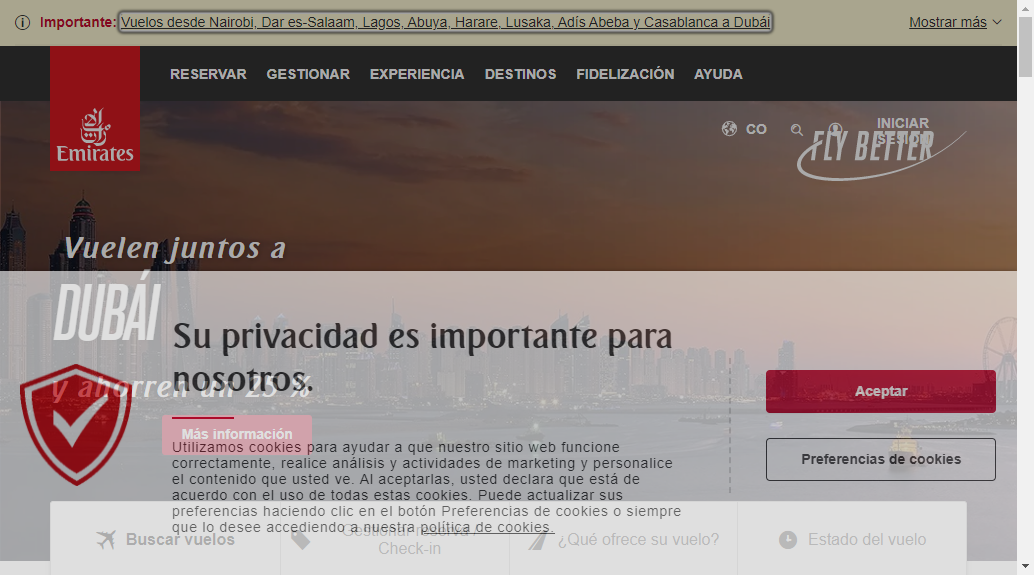 Importante: Vuelos desde Nairobi, Dar es-Salaam, Lagos, Abuya, Harare, Lusaka, Adís Abeba y Casablanca a Dubái Mostrar más
RESERVAR GESTIONAR EXPERIENCIA DESTINOS FIDELIZACIÓN AYUDA
Emirates
CO
INICIAR
SESIÓN
FLY BETTER
Vuelen juntos a
DUBÁI
y ahorren un 25 %
Más información
Su privacidad es importante para
nosotros.
Utilizamos cookies para ayudar a que nuestro sitio web funcione
correctamente, realice análisis y actividades de marketing y personalice
el contenido que usted ve. Al aceptarlas, usted declara que está de
acuerdo con el uso de todas estas cookies. Puede actualizar sus
preferencias haciendo clic en el botón Preferencias de cookies o siempre
que lo desee accediendo a nuestra política de cookies.
Aceptar
Preferencias de cookies
Buscar vuelos
Gestionar reserva /
Check-in
¿Qué ofrece su vuelo?
Estado del vuelo